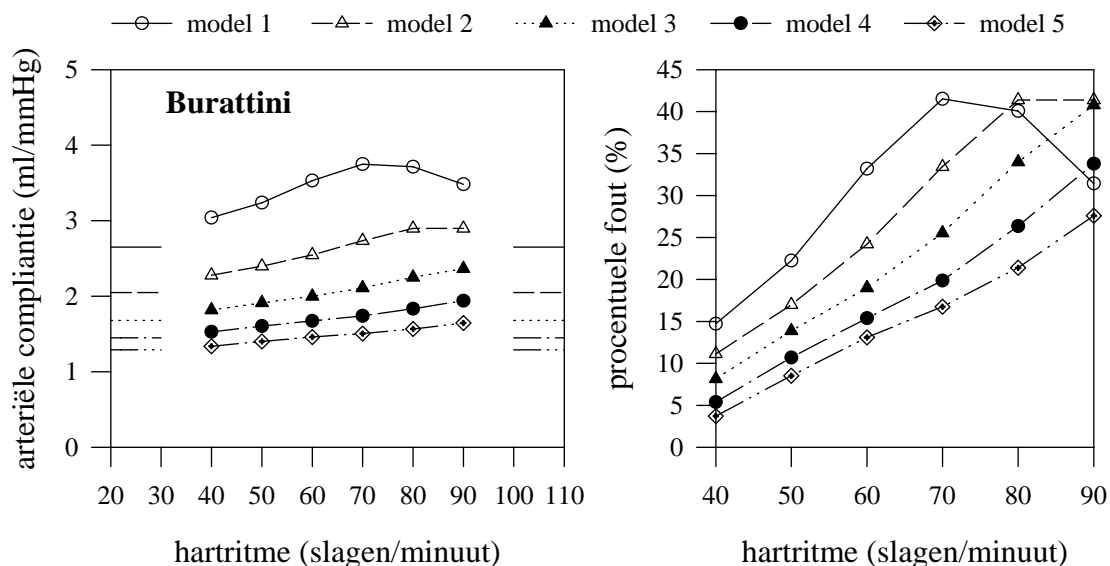 model 1 model 2 model 3 model 4 model 5
arteriële compliantie (ml/mmHg)
5
4
3
2
1
0
Burattini
20 30 40 50 60 70 80 90 100 110
hartritme (slagen/minuut)
procentuele fout (%)
45
40
35
30
25
20
15
10
5
0
40 50 60 70 80 90
hartritme (slagen/minuut)